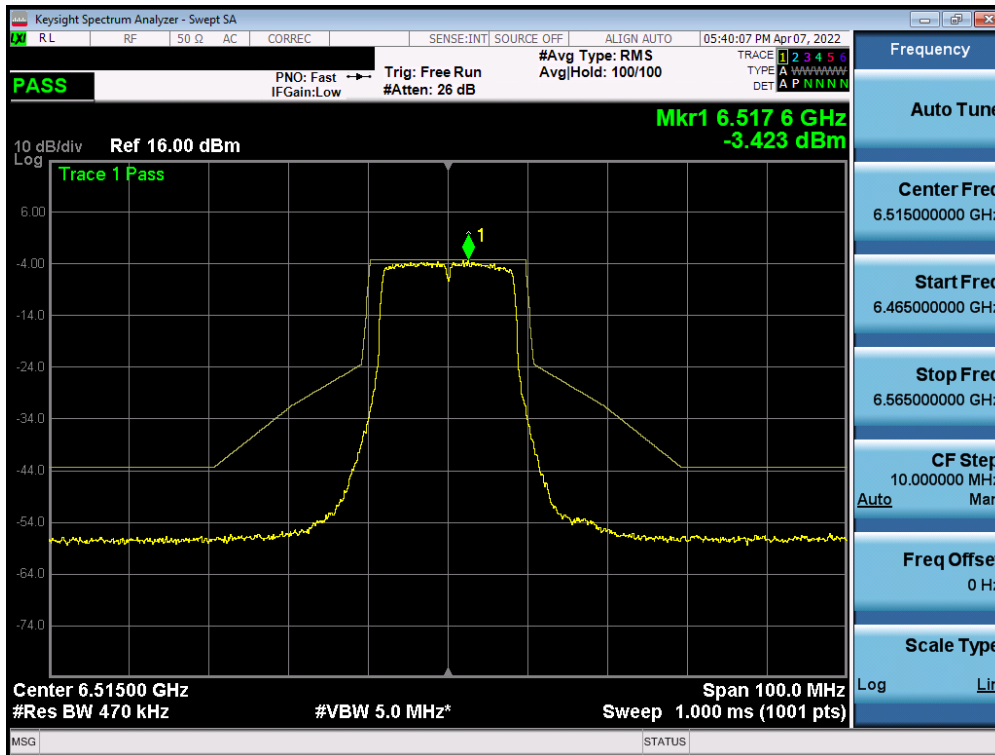 Keysight Spectrum Analyzer - Swept SA
LXI RL RF 50 Ω AC CORREC SENSE:INT SOURCE OFF ALIGN AUTO 05:40:07 PM Apr 07, 2022
PASS
PNO: Fast
IFGain:Low
Trig: Free Run
#Atten: 26 dB
#Avg Type: RMS
Avg|Hold: 100/100
TRACE 1 2 3 4 5 6
TYPE A WWWWW
DET A P N N N N
Mkr1 6.517 6 GHz
-3.423 dBm
10 dB/div Ref 16.00 dBm
Log
Trace 1 Pass
1
6.00
-4.00
-14.0
-24.0
-34.0
-44.0
-54.0
-64.0
-74.0
Center 6.51500 GHz Span 100.0 MHz
#Res BW 470 kHz #VBW 5.0 MHz* Sweep 1.000 ms (1001 pts)
MSG STATUS
Frequency
Auto Tune
Center Freq
6.515000000 GHz
Start Freq
6.465000000 GHz
Stop Freq
6.565000000 GHz
CF Step
10.000000 MHz
Auto Man
Freq Offset
0 Hz
Scale Type
Log Lin